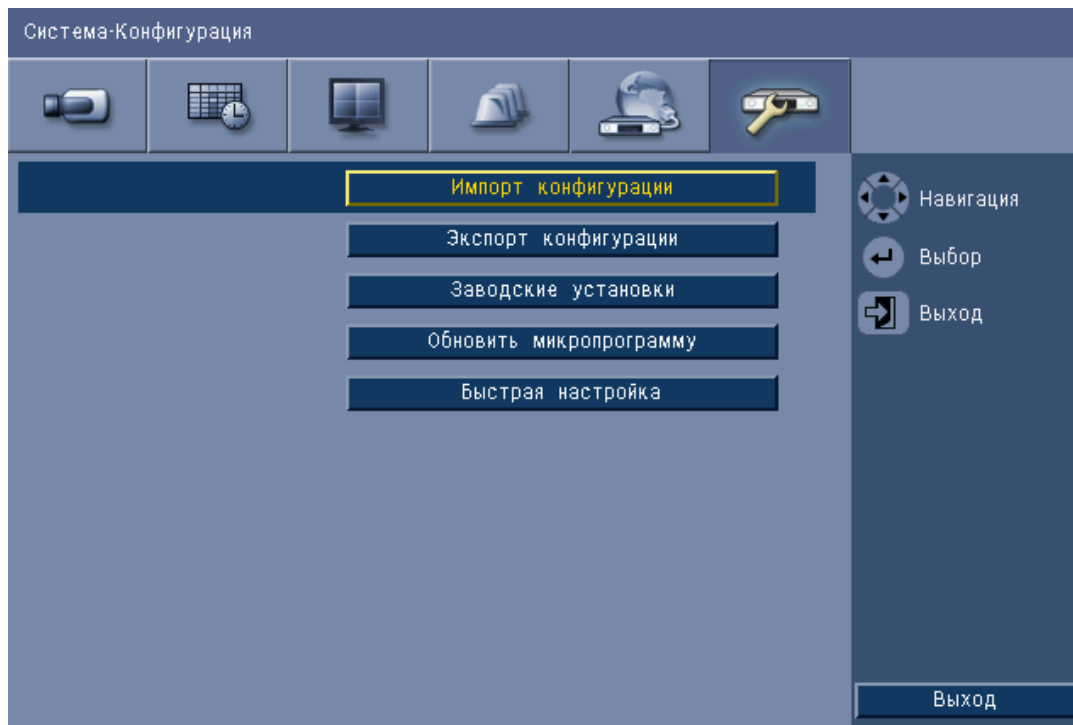 Система-Конфигурация
Импорт конфигурации
Экспорт конфигурации
Заводские установки
Обновить микропрограмму
Быстрая настройка
Навигация
Выбор
Выход
Выход